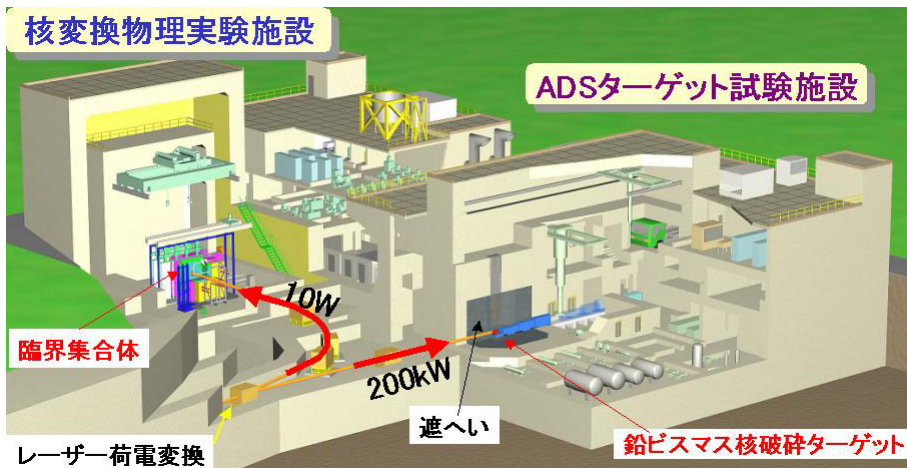 核変換物理実験施設
ADSターゲット試験施設
10W
臨界集合体
200kW
遮へい
レーザー荷電変換
鉛ビスマス核破砕ターゲット